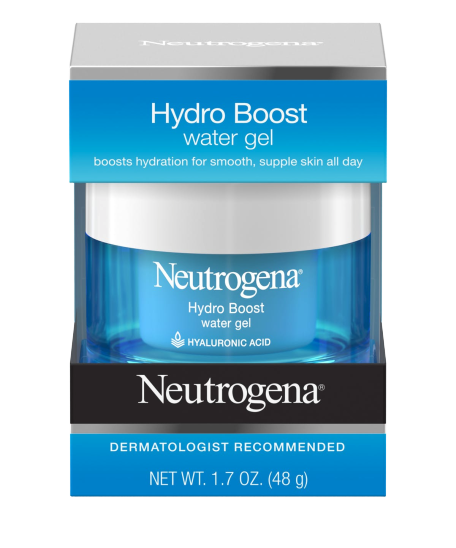 Neutrogena®
Hydro Boost
water gel
boosts hydration for smooth, supple skin all day
Neutrogena®
Hydro Boost
water gel
HYALURONIC ACID
Neutrogena®
DERMATOLOGIST RECOMMENDED
NET WT. 1.7 OZ. (48 g)